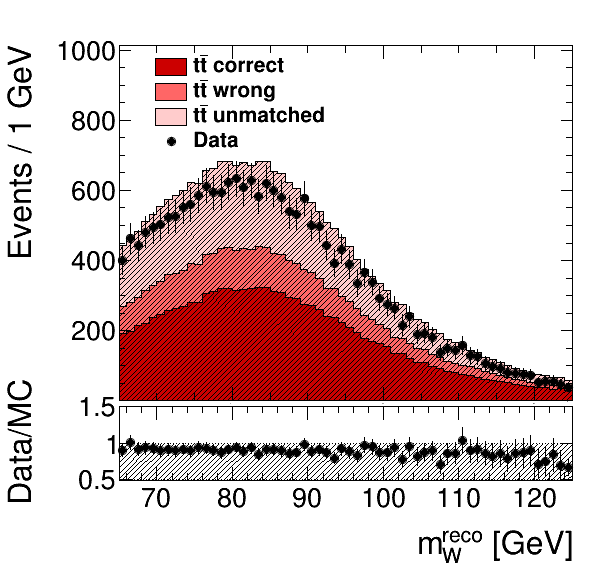 Events / 1 GeV
1000
800
600
400
200
1
tt̄ correct
tt̄ wrong
tt̄ unmatched
Data
Data/MC
1.5
1
0.5
70 80 90 100 110 120
m_W^reco [GeV]